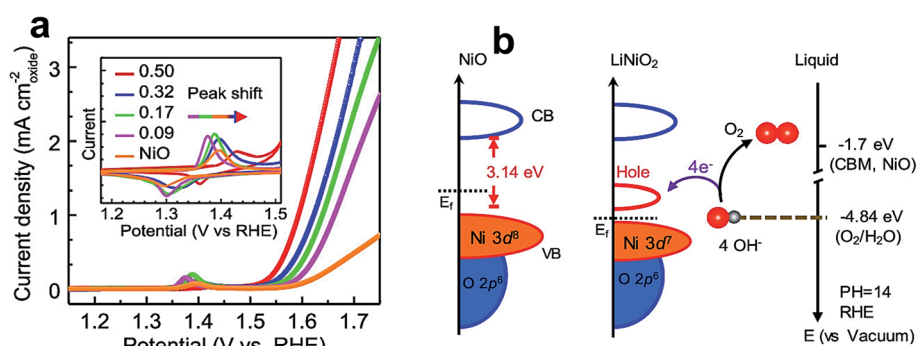 a
Current density (mA cm⁻²oxide)
3
2
1
0
1.2 1.3 1.4 1.5 1.6 1.7
Potential (V vs. RHE)
0.50
0.32
0.17
0.09
NiO
Peak shift
Current
1.2 1.3 1.4 1.5
Potential (V vs RHE)
b
NiO
CB
3.14 eV
Ef
Ni 3d⁸
VB
O 2p⁶
LiNiO₂
Hole
Ef
Ni 3d⁷
O 2p⁶
4e⁻
O₂
4 OH⁻
Liquid
-1.7 eV
(CBM, NiO)
-4.84 eV
(O₂/H₂O)
PH=14
RHE
E (vs Vacuum)